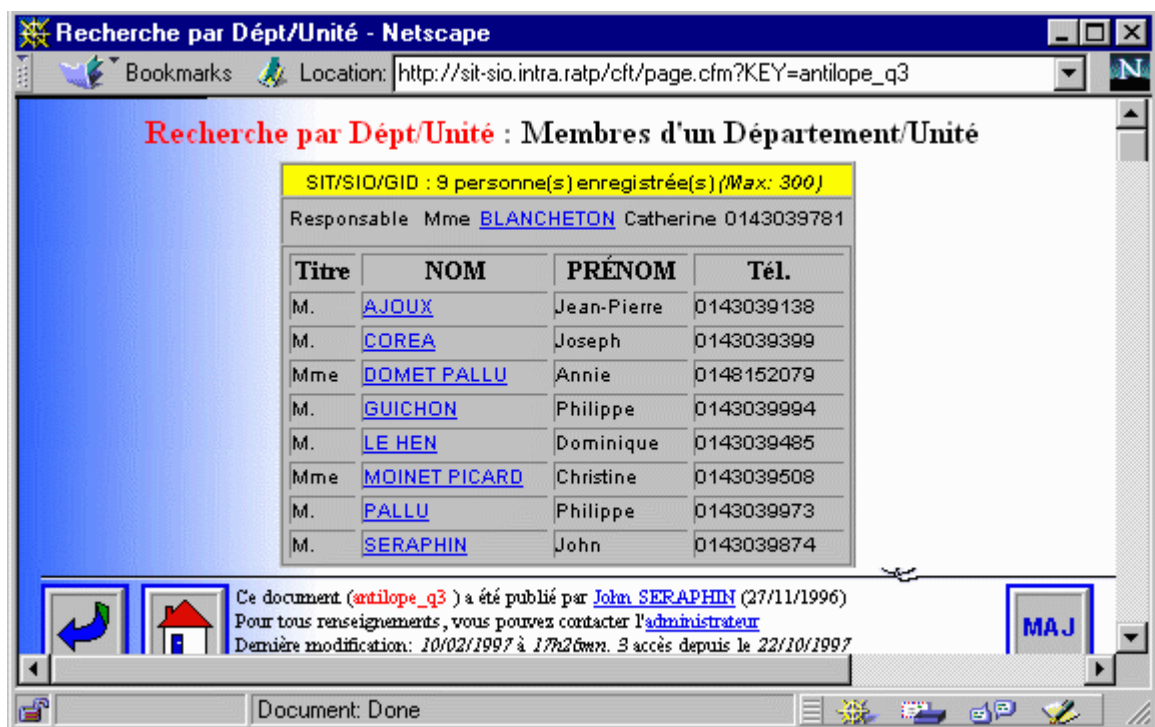 Recherche par Dépt/Unité - Netscape
Bookmarks Location: http://sit-sio.intra.ratp/cft/page.cfm?KEY=antilope_q3 N
Recherche par Dépt/Unité : Membres d'un Département/Unité
SIT/SIO/GID : 9 personne(s) enregistrée(s) (Max: 300)
Responsable Mme BLANCHETON Catherine 0143039781
Titre NOM PRÉNOM Tél.
M. AJOUX Jean-Pierre 0143039138
M. COREA Joseph 0143039399
Mme DOMET PALLU Annie 0148152079
M. GUICHON Philippe 0143039994
M. LE HEN Dominique 0143039485
Mme MOINET PICARD Christine 0143039508
M. PALLU Philippe 0143039973
M. SERAPHIN John 0143039874
Ce document (antilope_q3 ) a été publié par John SERAPHIN (27/11/1996)
Pour tous renseignements, vous pouvez contacter l'administrateur
Dernière modification: 10/02/1997 à 17h26mn. 3 accès depuis le 22/10/1997
MAJ
Document: Done